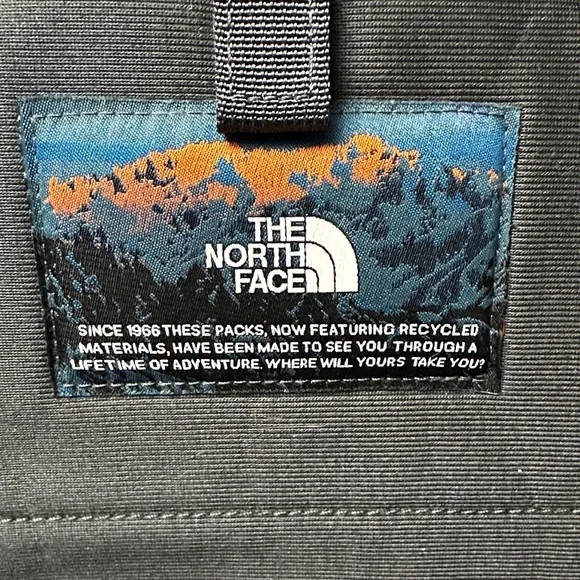 THE
NORTH
FACE
SINCE 1966 THESE PACKS, NOW FEATURING RECYCLED
MATERIALS, HAVE BEEN MADE TO SEE YOU THROUGH A
LIFETIME OF ADVENTURE. WHERE WILL YOURS TAKE YOU?